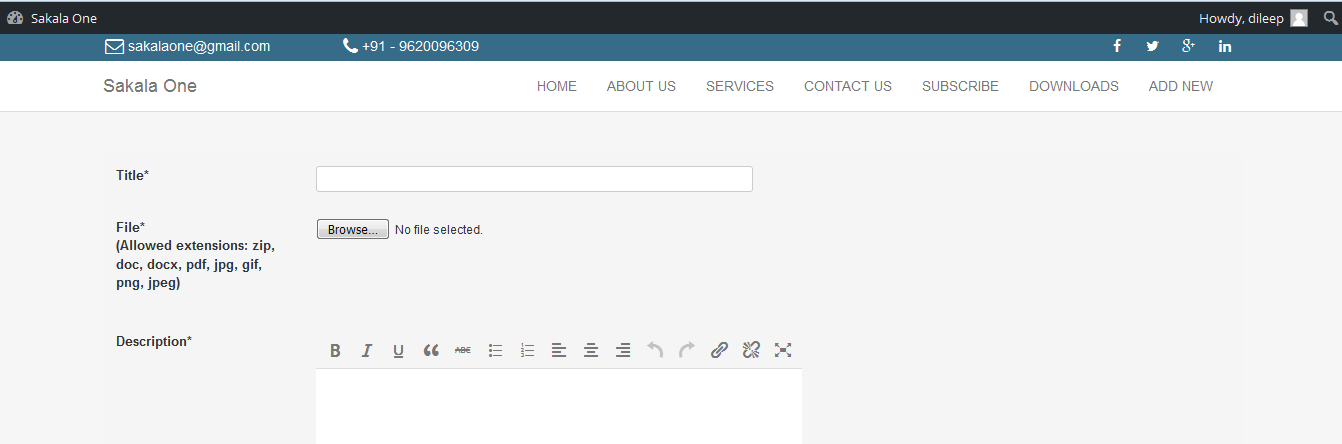 Sakala One Howdy, dileep
sakalaone@gmail.com +91 - 9620096309
Sakala One HOME ABOUT US SERVICES CONTACT US SUBSCRIBE DOWNLOADS ADD NEW
Title*
File* Browse... No file selected.
(Allowed extensions: zip,
doc, docx, pdf, jpg, gif,
png, jpeg)
Description*
B I U ABC